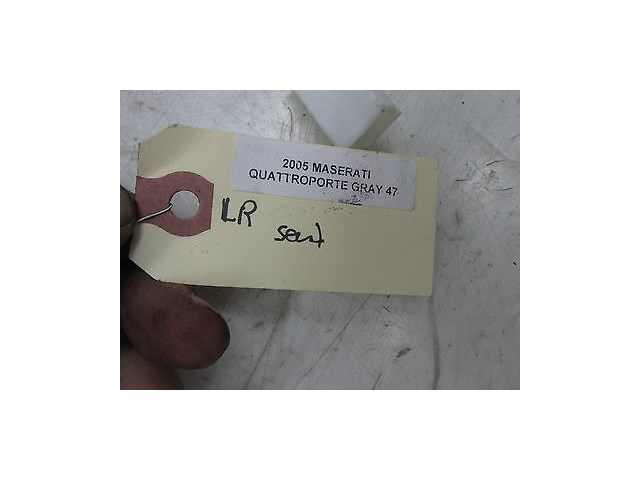 2005 MASERATI
QUATTROPORTE GRAY 47
LR seat